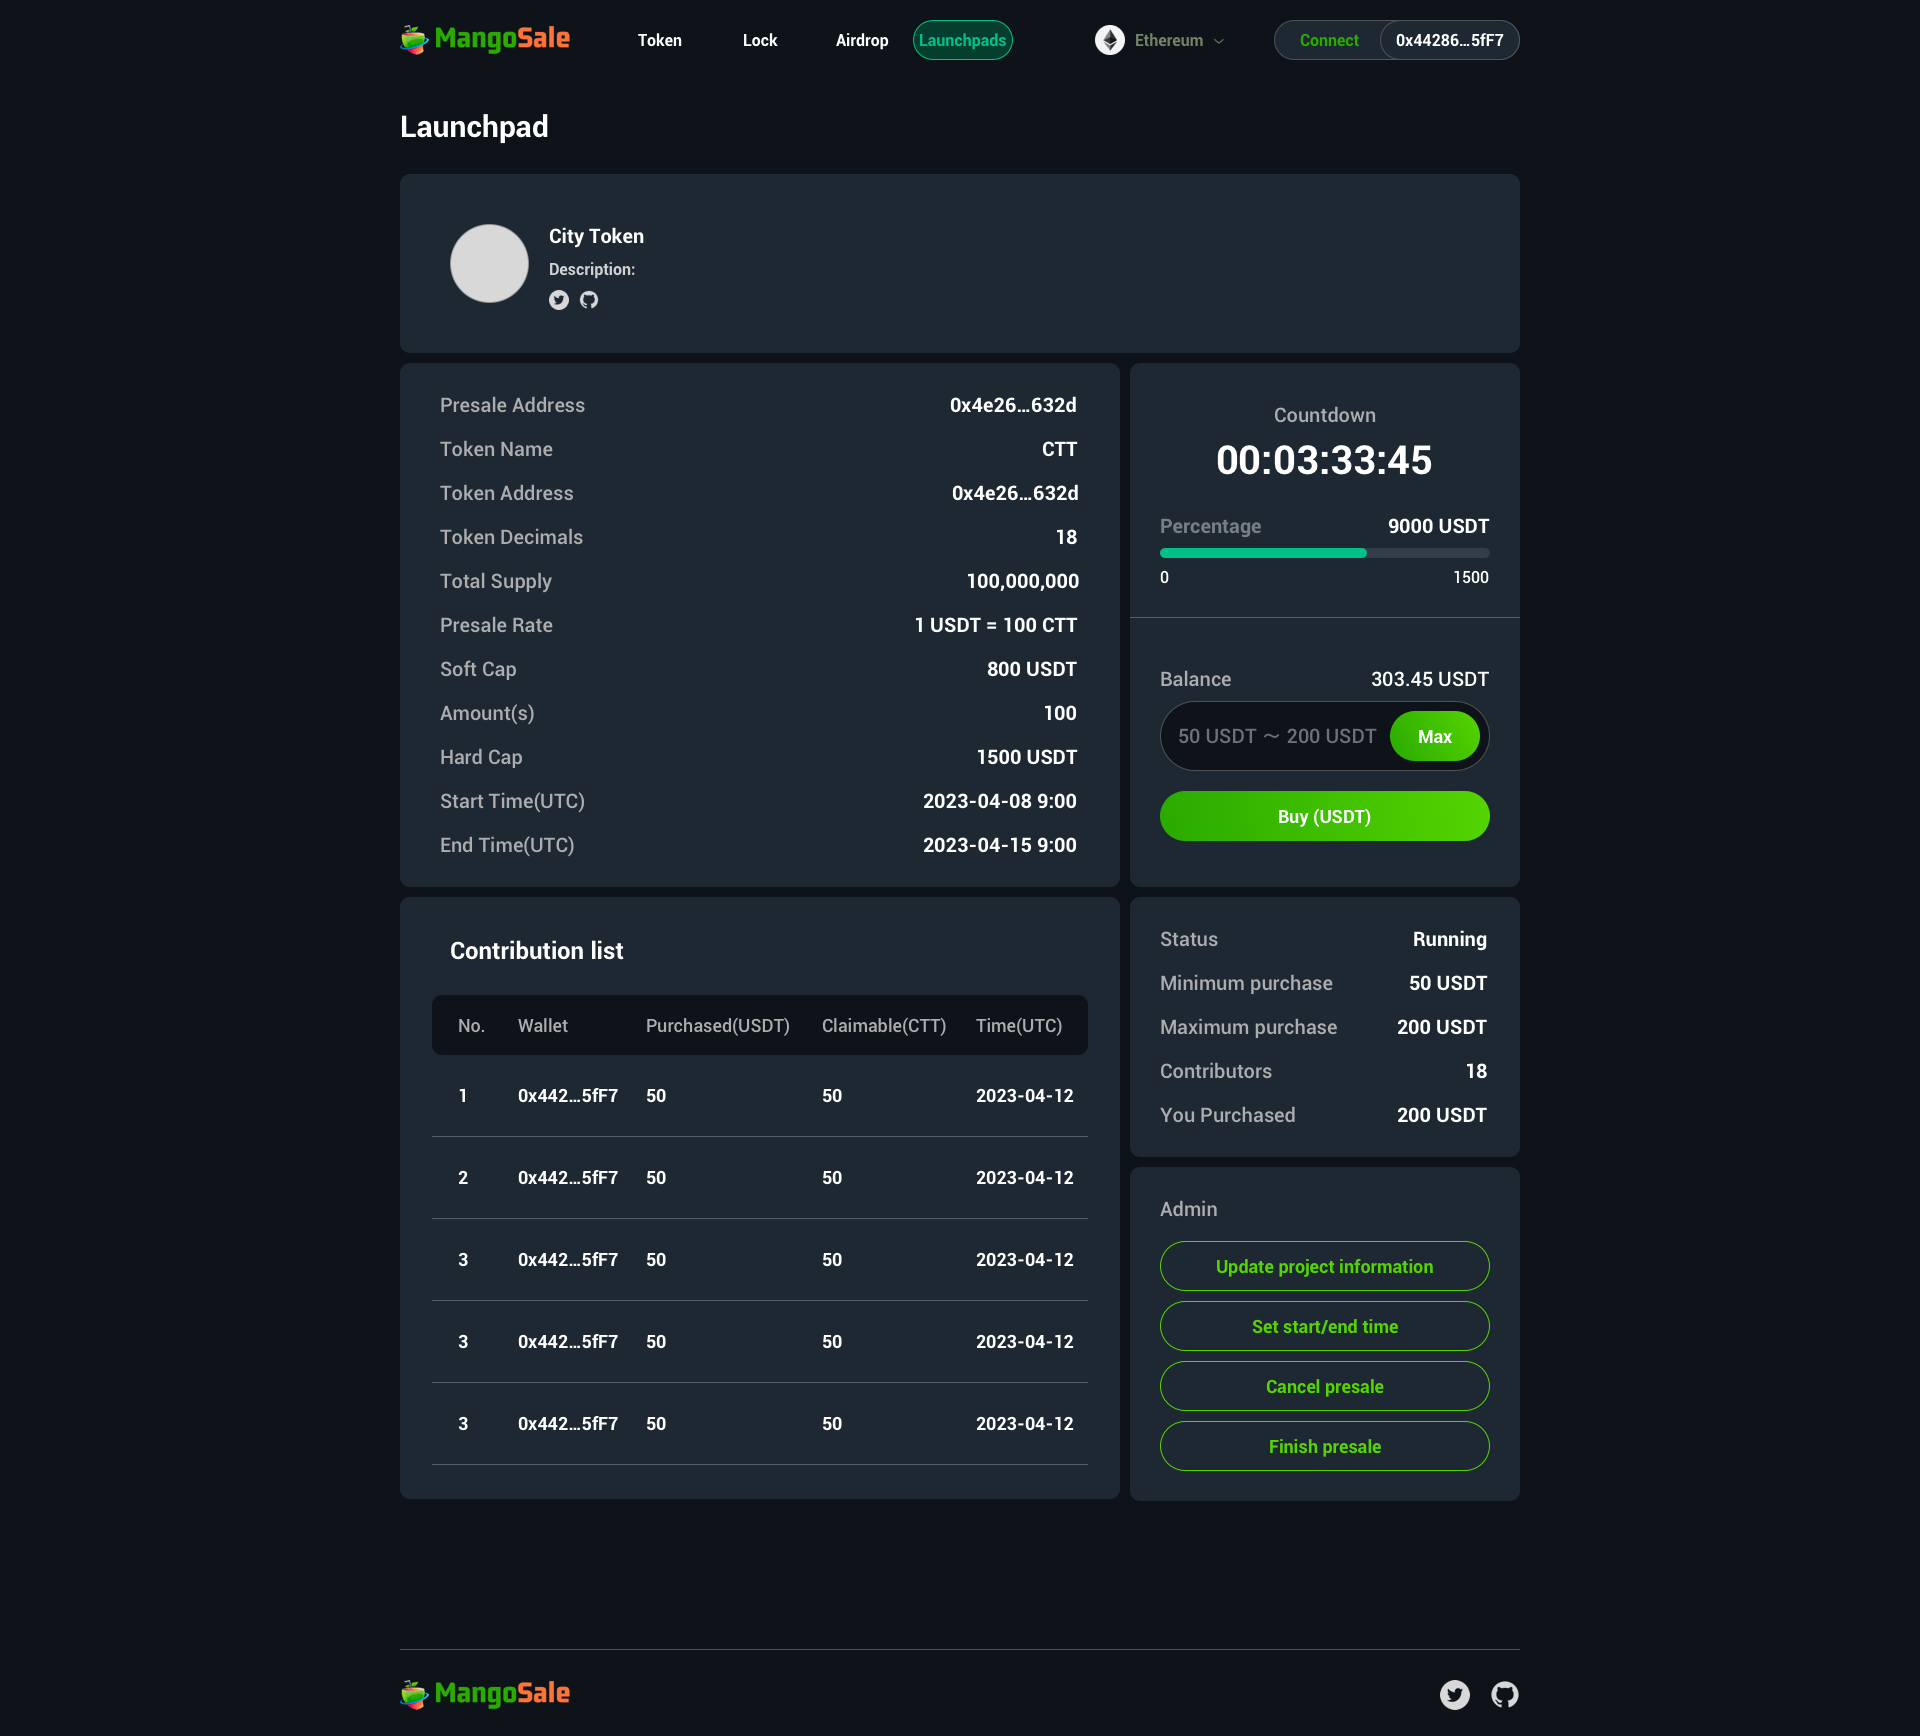 MangoSale
Token
Lock
Airdrop
Launchpads
Ethereum
Connect
0x44286...5fF7
Launchpad
City Token
Description:
Presale Address 0x4e26...632d
Token Name CTT
Token Address 0x4e26...632d
Token Decimals 18
Total Supply 100,000,000
Presale Rate 1 USDT = 100 CTT
Soft Cap 800 USDT
Amount(s) 100
Hard Cap 1500 USDT
Start Time(UTC) 2023-04-08 9:00
End Time(UTC) 2023-04-15 9:00
Countdown
00:03:33:45
Percentage 9000 USDT
0 1500
Balance 303.45 USDT
50 USDT ～ 200 USDT Max
Buy (USDT)
Contribution list
No. Wallet Purchased(USDT) Claimable(CTT) Time(UTC)
1 0x442...5fF7 50 50 2023-04-12
2 0x442...5fF7 50 50 2023-04-12
3 0x442...5fF7 50 50 2023-04-12
3 0x442...5fF7 50 50 2023-04-12
3 0x442...5fF7 50 50 2023-04-12
Status Running
Minimum purchase 50 USDT
Maximum purchase 200 USDT
Contributors 18
You Purchased 200 USDT
Admin
Update project information
Set start/end time
Cancel presale
Finish presale
MangoSale